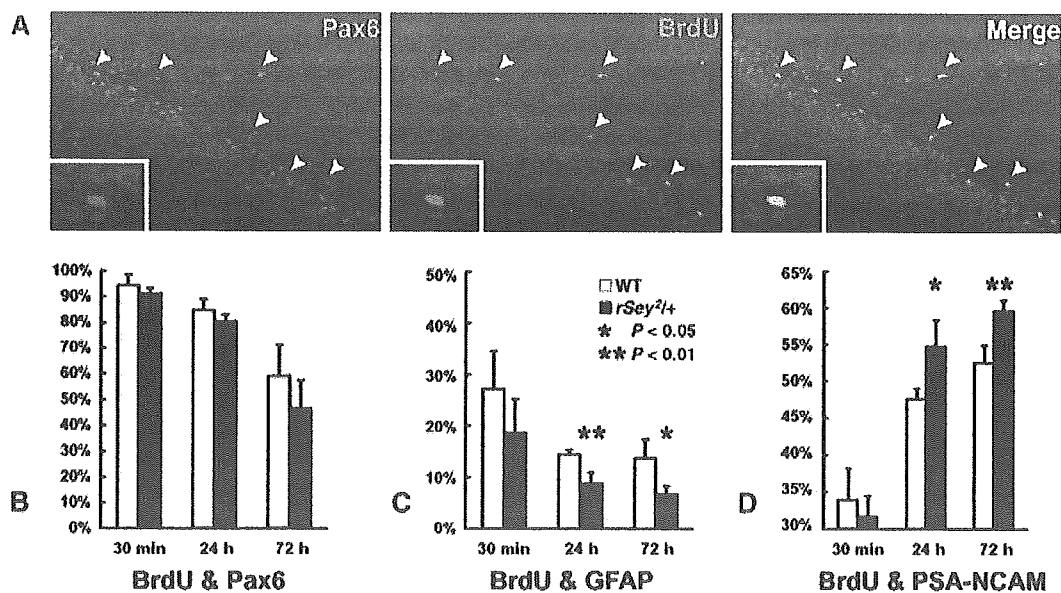 A
Pax6
BrdU
Merge
B
100%
90%
80%
70%
60%
50%
40%
30%
20%
10%
0%
30 min
24 h
72 h
BrdU & Pax6
C
50%
40%
30%
20%
10%
0%
WT
rSey²/+
* P < 0.05
** P < 0.01
**
*
30 min
24 h
72 h
BrdU & GFAP
D
65%
60%
55%
50%
45%
40%
35%
30%
*
**
30 min
24 h
72 h
BrdU & PSA-NCAM